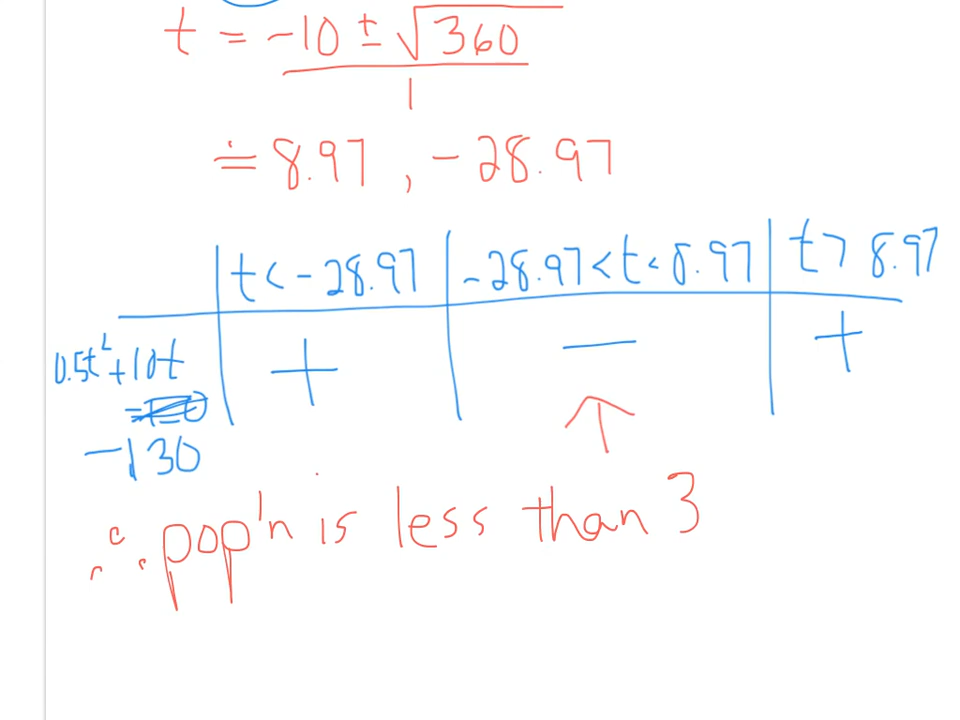 t = -10 ± √360
1
≐ 8.97, -28.97
t < -28.97 -28.97 < t < 8.97 t > 8.97
0.5t² + 10t + - +
-130
∴ pop'n is less than 3